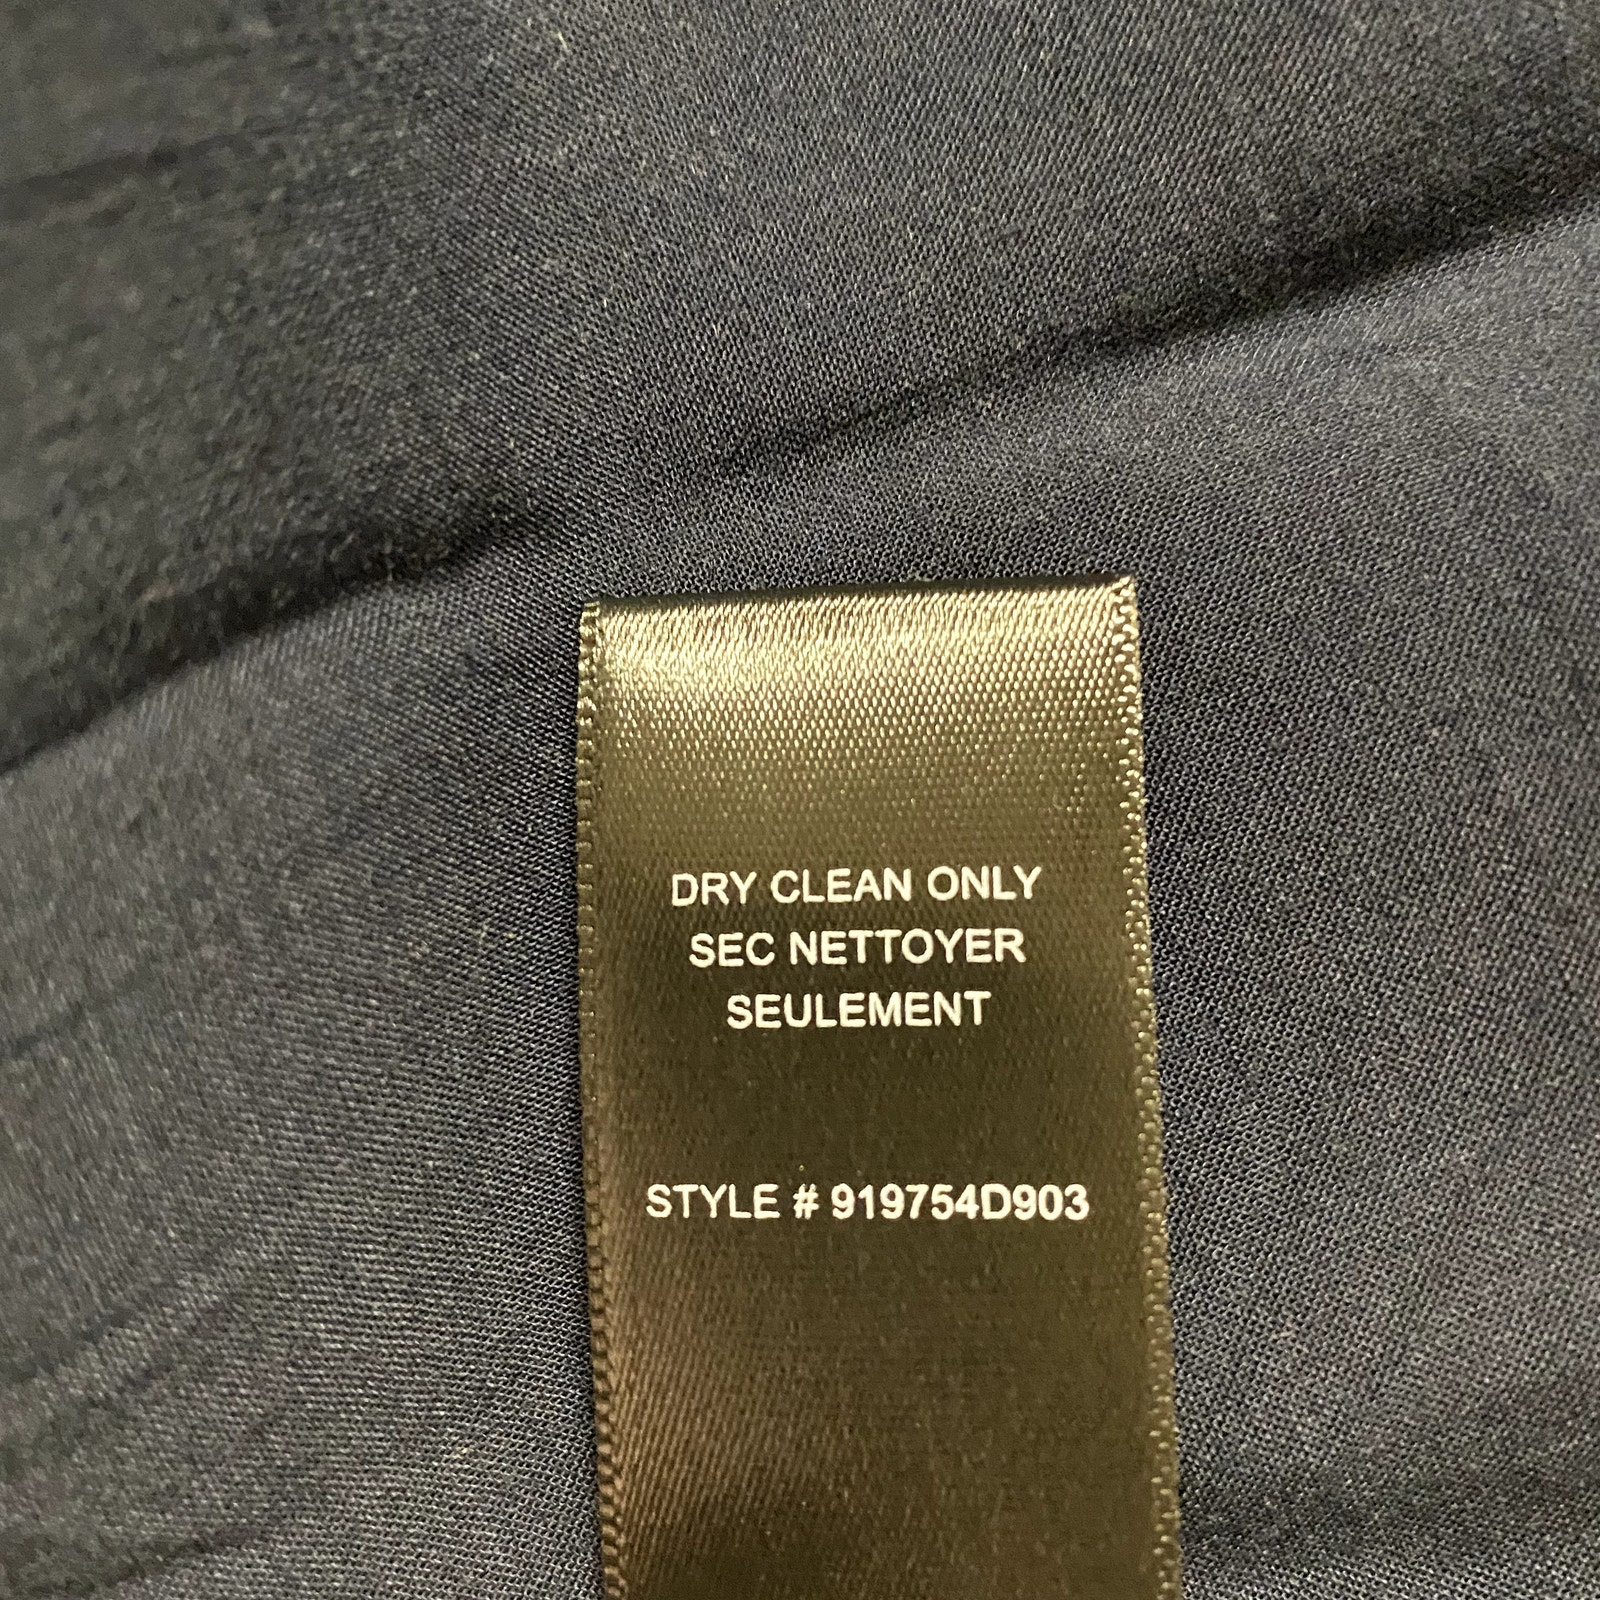 DRY CLEAN ONLY
SEC NETTOYER
SEULEMENT
STYLE # 919754D903